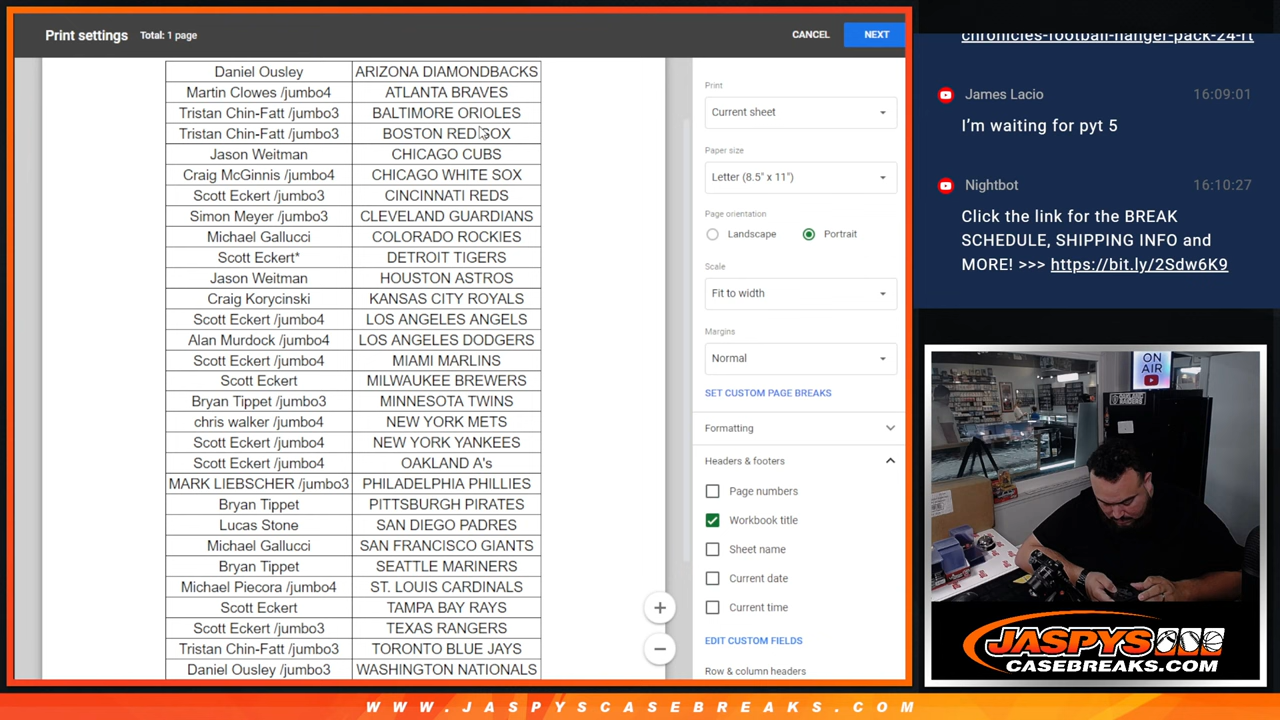 Print settings Total: 1 page CANCEL NEXT
Daniel Ousley ARIZONA DIAMONDBACKS
Martin Clowes /jumbo4 ATLANTA BRAVES
Tristan Chin-Fatt /jumbo3 BALTIMORE ORIOLES
Tristan Chin-Fatt /jumbo3 BOSTON RED SOX
Jason Weitman CHICAGO CUBS
Craig McGinnis /jumbo4 CHICAGO WHITE SOX
Scott Eckert /jumbo3 CINCINNATI REDS
Simon Meyer /jumbo3 CLEVELAND GUARDIANS
Michael Gallucci COLORADO ROCKIES
Scott Eckert* DETROIT TIGERS
Jason Weitman HOUSTON ASTROS
Craig Korycinski KANSAS CITY ROYALS
Scott Eckert /jumbo4 LOS ANGELES ANGELS
Alan Murdock /jumbo4 LOS ANGELES DODGERS
Scott Eckert /jumbo4 MIAMI MARLINS
Scott Eckert MILWAUKEE BREWERS
Bryan Tippet /jumbo3 MINNESOTA TWINS
chris walker /jumbo4 NEW YORK METS
Scott Eckert /jumbo4 NEW YORK YANKEES
Scott Eckert /jumbo4 OAKLAND A's
MARK LIEBSCHER /jumbo3 PHILADELPHIA PHILLIES
Bryan Tippet PITTSBURGH PIRATES
Lucas Stone SAN DIEGO PADRES
Michael Gallucci SAN FRANCISCO GIANTS
Bryan Tippet SEATTLE MARINERS
Michael Piecora /jumbo4 ST. LOUIS CARDINALS
Scott Eckert TAMPA BAY RAYS
Scott Eckert /jumbo3 TEXAS RANGERS
Tristan Chin-Fatt /jumbo4 TORONTO BLUE JAYS
Daniel Ousley /jumbo3 WASHINGTON NATIONALS
Print
Current sheet
Paper size
Letter (8.5" x 11")
Page orientation
Landscape Portrait
Scale
Fit to width
Margins
Normal
SET CUSTOM PAGE BREAKS
Formatting
Headers & footers
Page numbers
Workbook title
Sheet name
Current date
Current time
EDIT CUSTOM FIELDS
Row & column headers
chronicles-football-hanger-pack-24-rt
James Lacio 16:09:01
I'm waiting for pyt 5
Nightbot 16:10:27
Click the link for the BREAK
SCHEDULE, SHIPPING INFO and
MORE! >>> https://bit.ly/2Sdw6K9
ON
AIR
JASPYS
CASEBREAKS.COM
WWW.JASPYSCASEBREAKS.COM